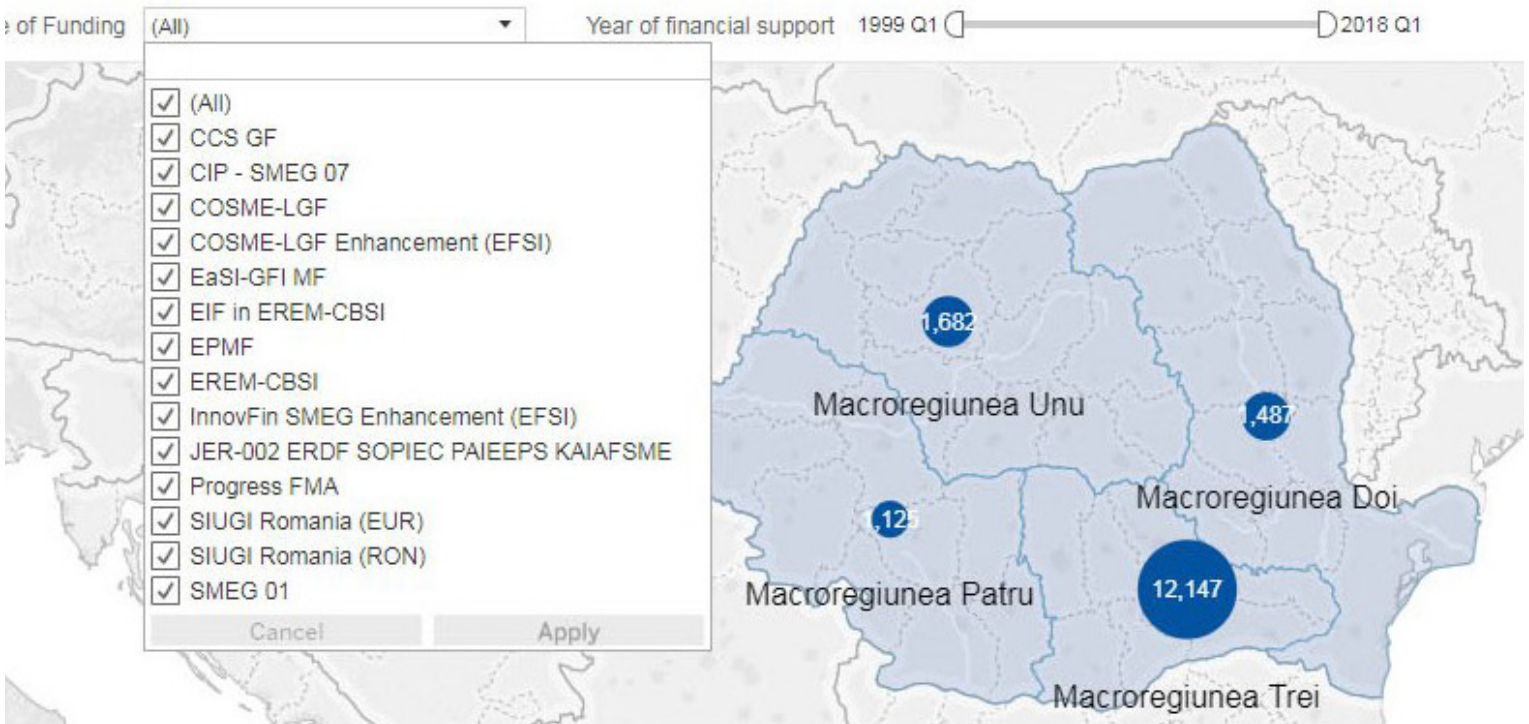 e of Funding (All) Year of financial support 1999 Q1 2018 Q1
(All)
CCS GF
CIP - SMEG 07
COSME-LGF
COSME-LGF Enhancement (EFSI)
EaSI-GFI MF
EIF in EREM-CBSI
EPMF
EREM-CBSI
InnovFin SMEG Enhancement (EFSI)
JER-002 ERDF SOPIEC PAIEEPS KAIAFSME
Progress FMA
SIUGI Romania (EUR)
SIUGI Romania (RON)
SMEG 01
Cancel Apply
1,682
Macroregiunea Unu
1,487
Macroregiunea Doi
1,125
Macroregiunea Patru
12,147
Macroregiunea Trei